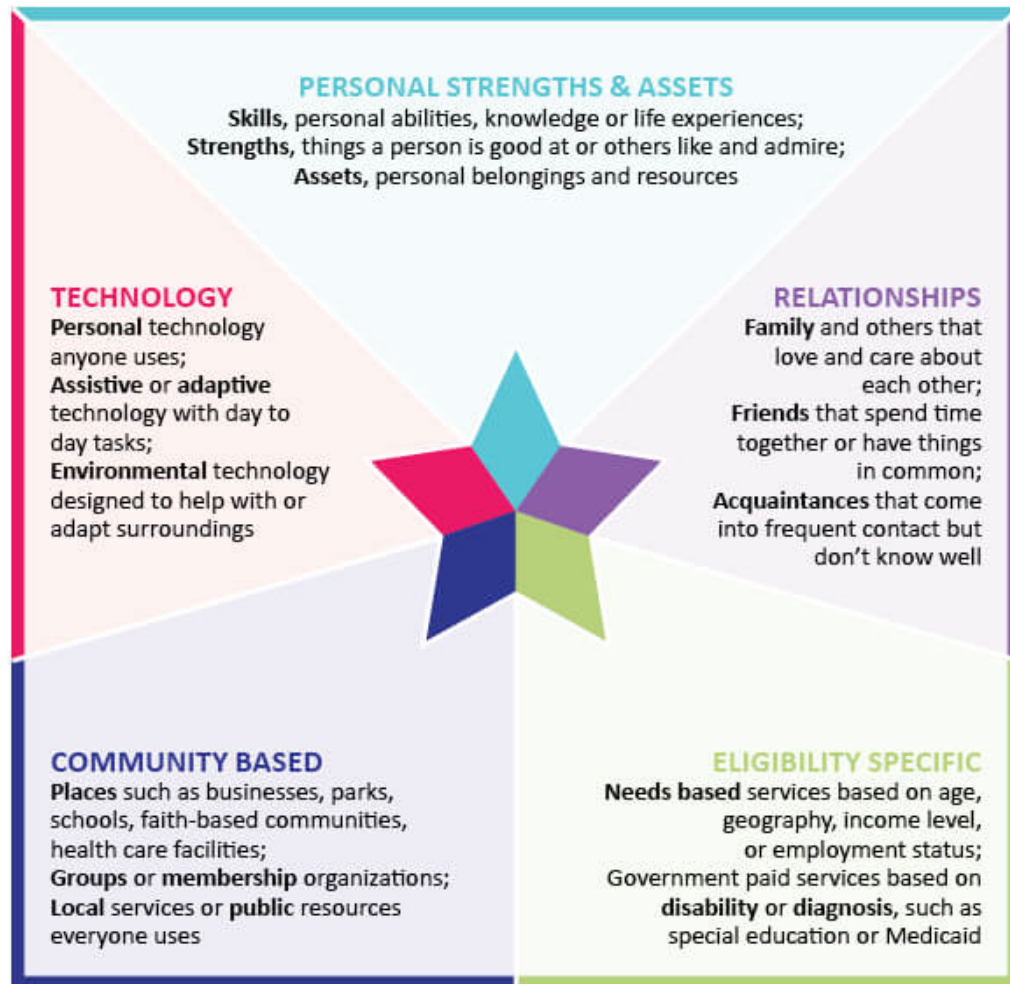 PERSONAL STRENGTHS & ASSETS
Skills, personal abilities, knowledge or life experiences;
Strengths, things a person is good at or others like and admire;
Assets, personal belongings and resources
TECHNOLOGY
Personal technology
anyone uses;
Assistive or adaptive
technology with day to
day tasks;
Environmental technology
designed to help with or
adapt surroundings
RELATIONSHIPS
Family and others that
love and care about
each other;
Friends that spend time
together or have things
in common;
Acquaintances that come
into frequent contact but
don’t know well
COMMUNITY BASED
Places such as businesses, parks,
schools, faith-based communities,
health care facilities;
Groups or membership organizations;
Local services or public resources
everyone uses
ELIGIBILITY SPECIFIC
Needs based services based on age,
geography, income level,
or employment status;
Government paid services based on
disability or diagnosis, such as
special education or Medicaid